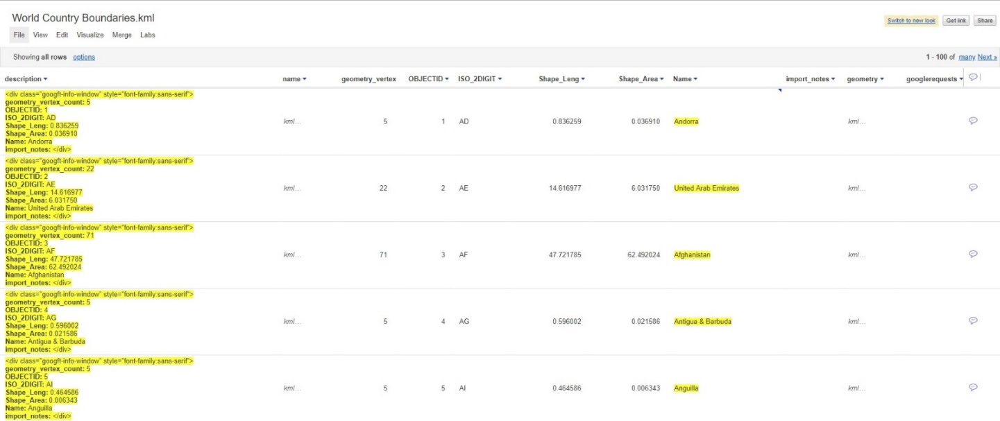 World Country Boundaries.kml
Switch to new look Get link Share
File View Edit Visualize Merge Labs
Showing all rows options 1 - 100 of many Next »
description name geometry_vertex OBJECTID ISO_2DIGIT Shape_Leng Shape_Area Name import_notes geometry googlerequests
<div class="googft-info-window" style="font-family:sans-serif">
geometry_vertex_count: 5
OBJECTID: 1
ISO_2DIGIT: AD
Shape_Leng: 0.836259
Shape_Area: 0.036910
Name: Andorra
import_notes: </div>
kml... 5 1 AD 0.836259 0.036910 Andorra kml...
<div class="googft-info-window" style="font-family:sans-serif">
geometry_vertex_count: 22
OBJECTID: 2
ISO_2DIGIT: AE
Shape_Leng: 14.616977
Shape_Area: 6.031750
Name: United Arab Emirates
import_notes: </div>
kml... 22 2 AE 14.616977 6.031750 United Arab Emirates kml...
<div class="googft-info-window" style="font-family:sans-serif">
geometry_vertex_count: 71
OBJECTID: 3
ISO_2DIGIT: AF
Shape_Leng: 47.721785
Shape_Area: 62.492024
Name: Afghanistan
import_notes: </div>
kml... 71 3 AF 47.721785 62.492024 Afghanistan kml...
<div class="googft-info-window" style="font-family:sans-serif">
geometry_vertex_count: 5
OBJECTID: 4
ISO_2DIGIT: AG
Shape_Leng: 0.596002
Shape_Area: 0.021586
Name: Antigua & Barbuda
import_notes: </div>
kml... 5 4 AG 0.596002 0.021586 Antigua & Barbuda kml...
<div class="googft-info-window" style="font-family:sans-serif">
geometry_vertex_count: 5
OBJECTID: 5
ISO_2DIGIT: AI
Shape_Leng: 0.464586
Shape_Area: 0.006343
Name: Anguilla
import_notes: </div>
kml... 5 5 AI 0.464586 0.006343 Anguilla kml...